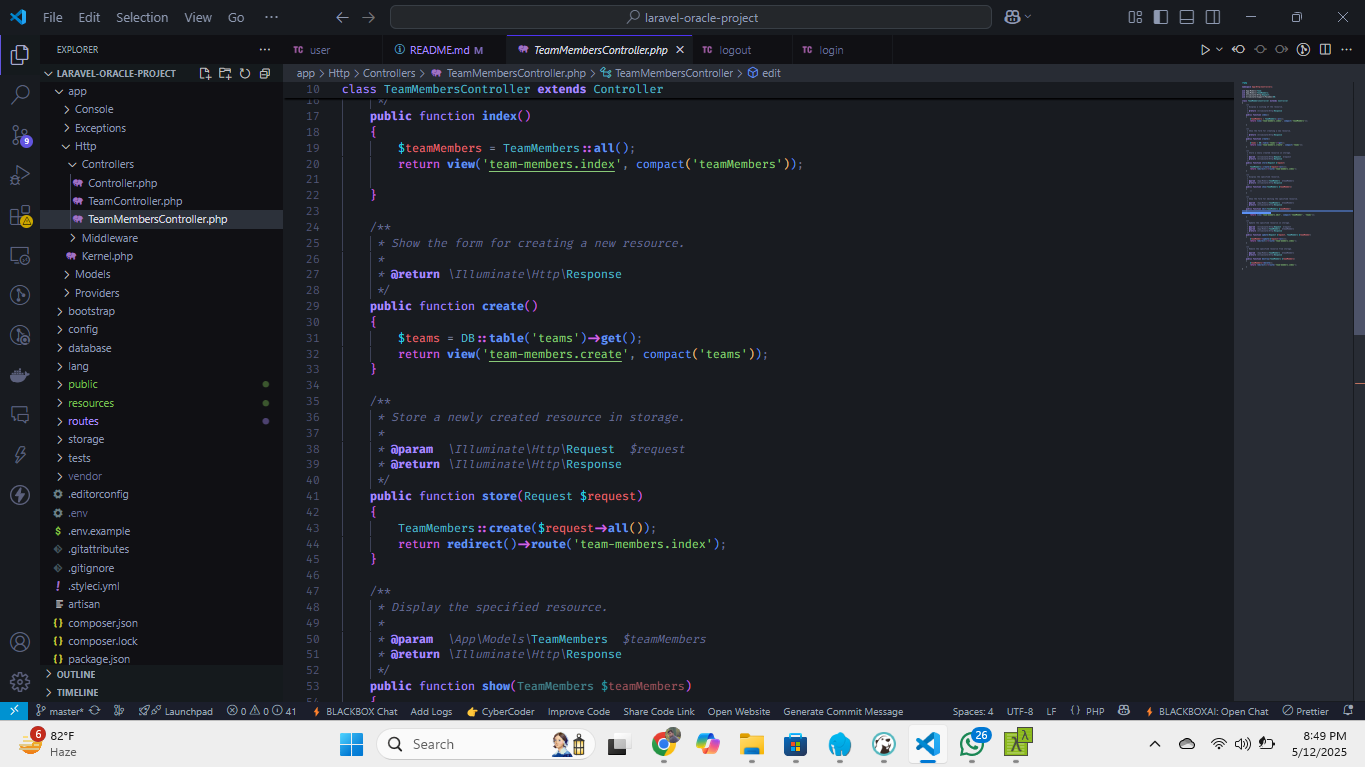 File Edit Selection View Go ··· laravel-oracle-project
EXPLORER ···
user README.md M TeamMembersController.php logout login
LARAVEL-ORACLE-PROJECT
app > Http > Controllers > TeamMembersController.php > TeamMembersController > edit
app
Console
Exceptions
Http
Controllers
Controller.php
TeamController.php
TeamMembersController.php
Middleware
Kernel.php
Models
Providers
bootstrap
config
database
lang
public
resources
routes
storage
tests
vendor
.editorconfig
.env
.env.example
.gitattributes
.gitignore
.styleci.yml
artisan
composer.json
composer.lock
package.json
OUTLINE
TIMELINE
9
10 class TeamMembersController extends Controller
16 */
17 public function index()
18 {
19 $teamMembers = TeamMembers::all();
20 return view('team-members.index', compact('teamMembers'));
21
22 }
23
24 /**
25 * Show the form for creating a new resource.
26 *
27 * @return \Illuminate\Http\Response
28 */
29 public function create()
30 {
31 $teams = DB::table('teams')->get();
32 return view('team-members.create', compact('teams'));
33 }
34
35 /**
36 * Store a newly created resource in storage.
37 *
38 * @param \Illuminate\Http\Request $request
39 * @return \Illuminate\Http\Response
40 */
41 public function store(Request $request)
42 {
43 TeamMembers::create($request->all());
44 return redirect()->route('team-members.index');
45 }
46
47 /**
48 * Display the specified resource.
49 *
50 * @param \App\Models\TeamMembers $teamMembers
51 * @return \Illuminate\Http\Response
52 */
53 public function show(TeamMembers $teamMembers)
54 {
master* Launchpad 0 0 41 BLACKBOX Chat Add Logs CyberCoder Improve Code Share Code Link Open Website Generate Commit Message Spaces: 4 UTF-8 LF {} PHP BLACKBOXAI: Open Chat Prettier
6 82°F
Haze
Search
26
8:49 PM
5/12/2025